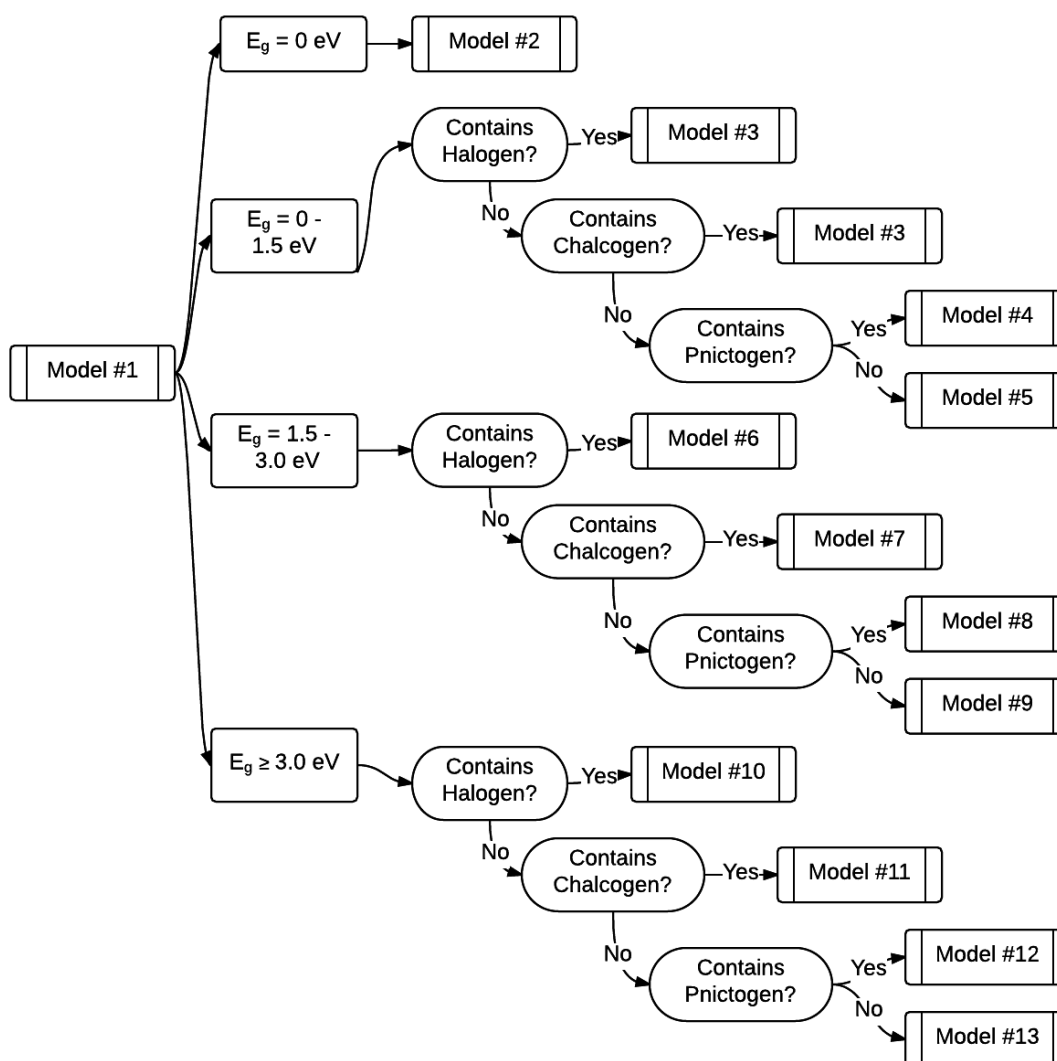 E₉ = 0 eV
Model #2
Contains
Halogen?
Yes
Model #3
No
E₉ = 0 -
1.5 eV
Contains
Chalcogen?
Yes
Model #3
No
Contains
Pnictogen?
Yes
Model #4
No
Model #5
Model #1
E₉ = 1.5 -
3.0 eV
Contains
Halogen?
Yes
Model #6
No
Contains
Chalcogen?
Yes
Model #7
No
Contains
Pnictogen?
Yes
Model #8
No
Model #9
E₉ ≥ 3.0 eV
Contains
Halogen?
Yes
Model #10
No
Contains
Chalcogen?
Yes
Model #11
No
Contains
Pnictogen?
Yes
Model #12
No
Model #13